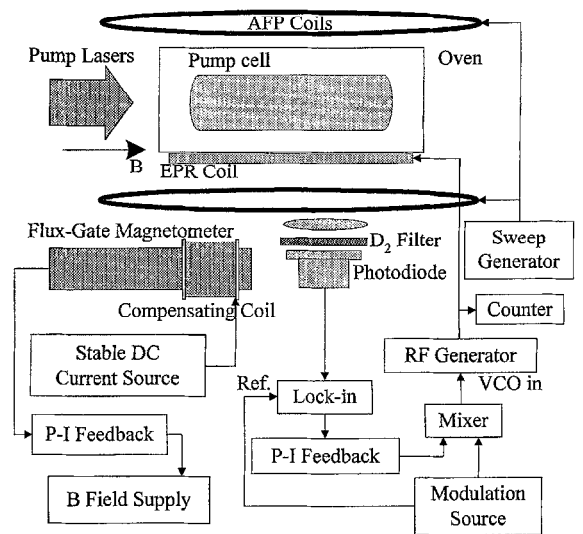 AFP Coils
Pump Lasers
Pump cell
Oven
B
EPR Coil
Flux-Gate Magnetometer
D2 Filter
Photodiode
Sweep
Generator
Compensating Coil
Counter
Stable DC
Current Source
RF Generator
Ref.
VCO in
Lock-in
Mixer
P-I Feedback
P-I Feedback
B Field Supply
Modulation
Source